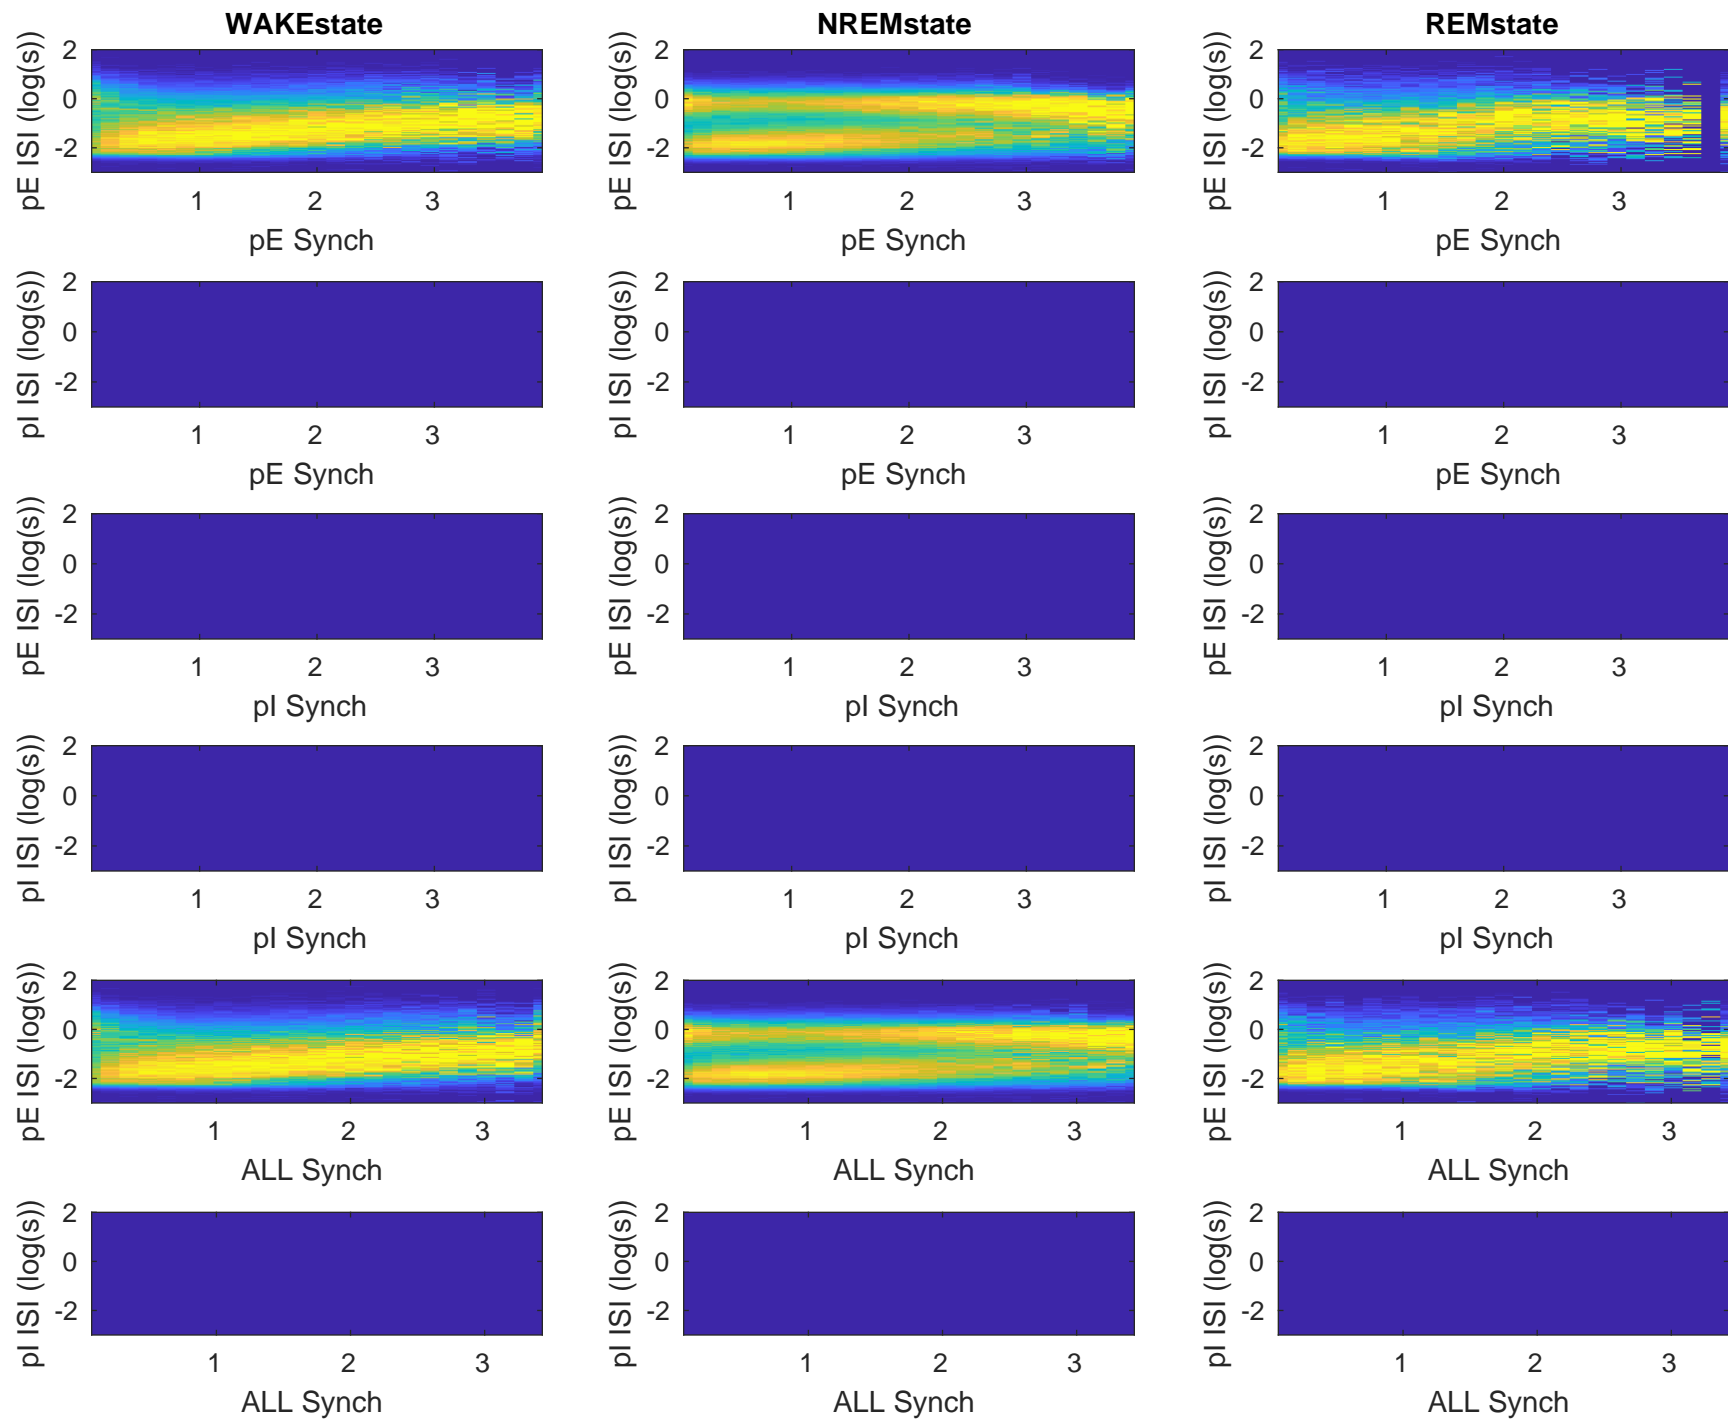 WAKEstate NREMstate REMstate
pE ISI (log(s)) 2 0 -2 pE ISI (log(s)) 2 0 -2 pE ISI (log(s)) 2 0 -2
1 2 3 1 2 3 1 2 3
pE Synch pE Synch pE Synch
pI ISI (log(s)) 2 0 -2 pI ISI (log(s)) 2 0 -2 pI ISI (log(s)) 2 0 -2
1 2 3 1 2 3 1 2 3
pE Synch pE Synch pE Synch
pE ISI (log(s)) 2 0 -2 pE ISI (log(s)) 2 0 -2 pE ISI (log(s)) 2 0 -2
1 2 3 1 2 3 1 2 3
pI Synch pI Synch pI Synch
pI ISI (log(s)) 2 0 -2 pI ISI (log(s)) 2 0 -2 pI ISI (log(s)) 2 0 -2
1 2 3 1 2 3 1 2 3
pI Synch pI Synch pI Synch
pE ISI (log(s)) 2 0 -2 pE ISI (log(s)) 2 0 -2 pE ISI (log(s)) 2 0 -2
1 2 3 1 2 3 1 2 3
ALL Synch ALL Synch ALL Synch
pI ISI (log(s)) 2 0 -2 pI ISI (log(s)) 2 0 -2 pI ISI (log(s)) 2 0 -2
1 2 3 1 2 3 1 2 3
ALL Synch ALL Synch ALL Synch